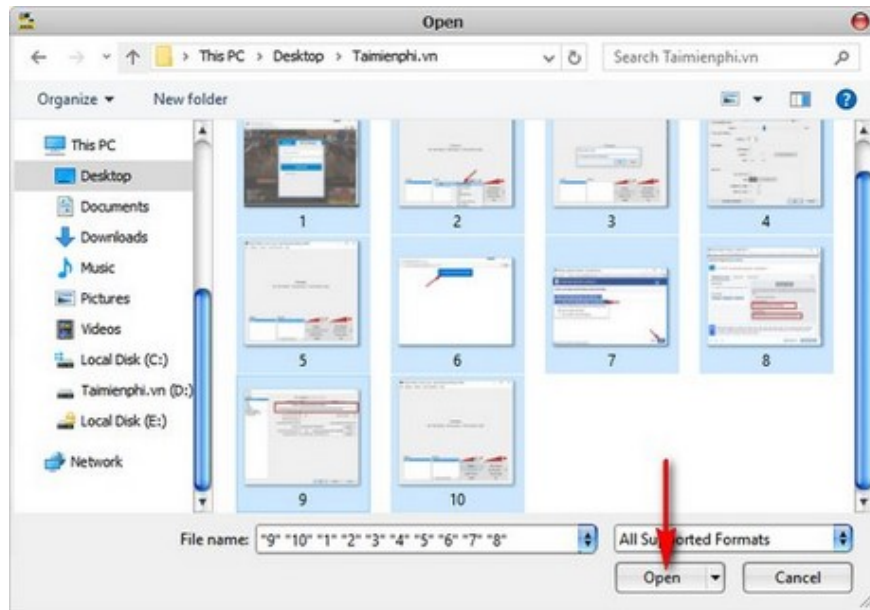 Open
This PC > Desktop > Taimienphi.vn
Search Taimienphi.vn
Organize
New folder
This PC
Desktop
Documents
Downloads
Music
Pictures
Videos
Local Disk (C:)
Taimienphi.vn (D:)
Local Disk (E:)
Network
1 2 3 4
5 6 7 8
9 10
File name: "9" "10" "1" "2" "3" "4" "5" "6" "7" "8"
All Supported Formats
Open
Cancel